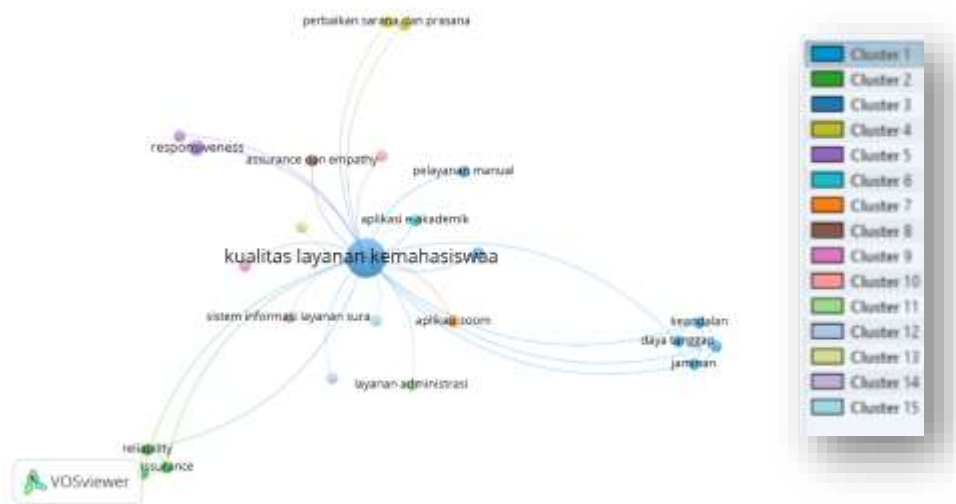 perbaikan sarana dan prasana
responsiveness
assurance dan empathy
pelayanan manual
aplikasi e-akademik
kualitas layanan kemahasiswaa
sistem informasi layanan sura
aplikasi zoom
keandalan
daya tanggap
jaminan
layanan administrasi
reliability
assurance
VOSviewer
Cluster 1
Cluster 2
Cluster 3
Cluster 4
Cluster 5
Cluster 6
Cluster 7
Cluster 8
Cluster 9
Cluster 10
Cluster 11
Cluster 12
Cluster 13
Cluster 14
Cluster 15